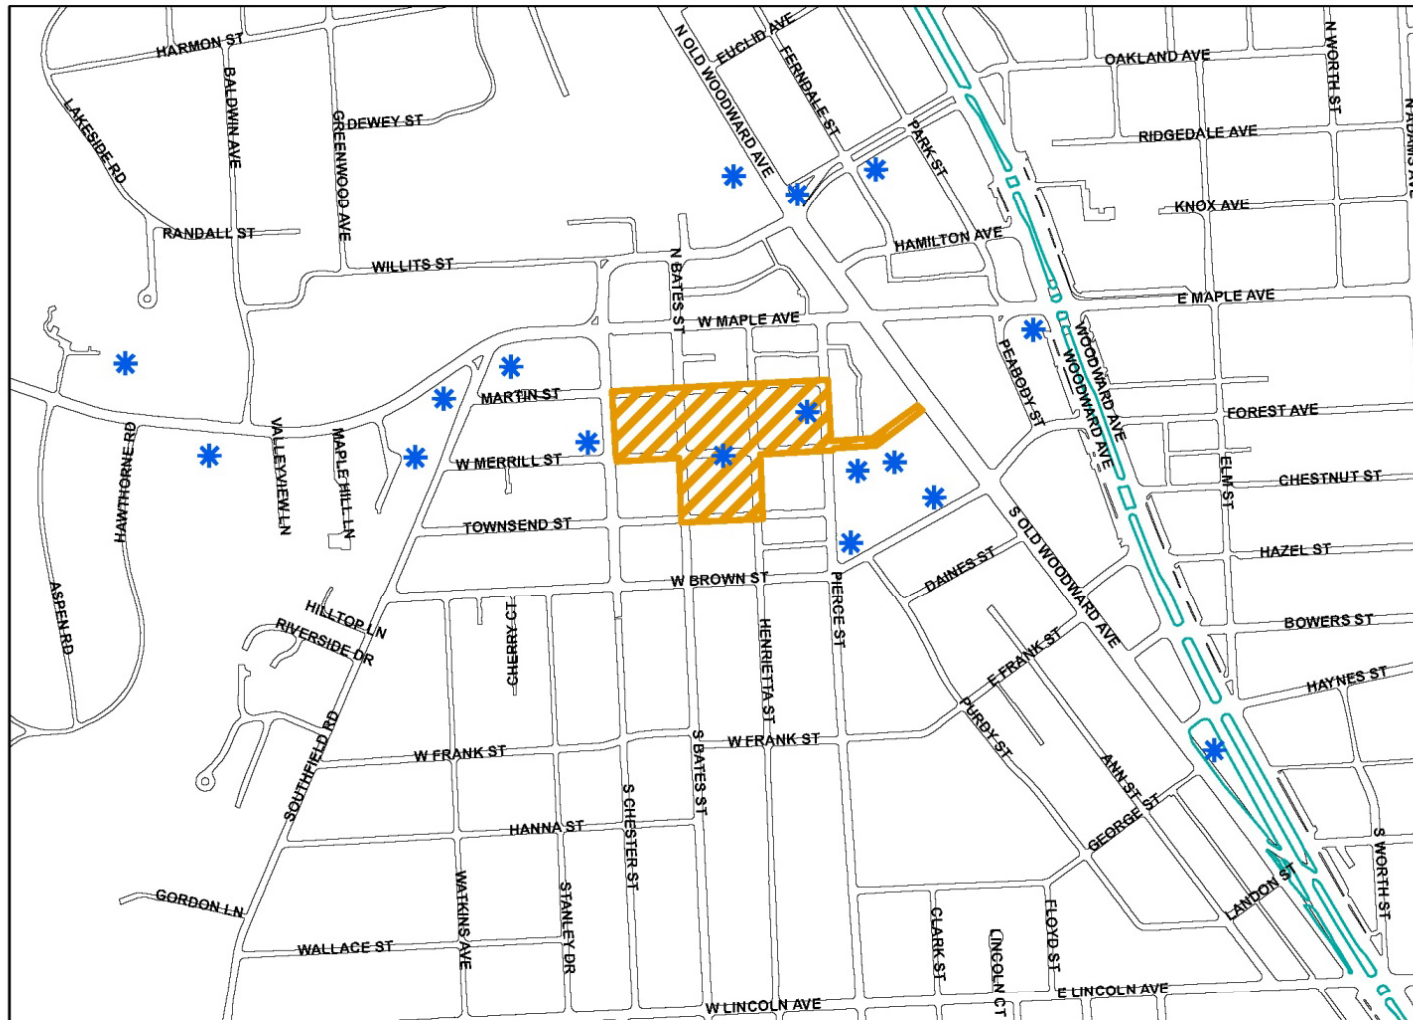 HARMON ST
BALDWIN AVE
LAKESIDE RD
GREENWOOD AVE
DEWEY ST
RANDALL ST
WILLITS ST
N OLD WOODWARD AVE
EUCLID AVE
FERNDALE ST
PARK ST
OAKLAND AVE
N WORTH ST
RIDGEDALE AVE
N ADAMS AVE
KNOX AVE
HAMILTON AVE
N BATES ST
W MAPLE AVE
E MAPLE AVE
PEABODY ST
WOODWARD AVE
WOODWARD AVE
MARTIN ST
FOREST AVE
HAWTHORNE RD
VALLEYVIEW LN
MAPLE HILL LN
W MERRILL ST
ELM ST
CHESTNUT ST
TOWNSEND ST
S OLD WOODWARD AVE
HAZEL ST
DAINES ST
W BROWN ST
PIERCE ST
ASPEN RD
HILLTOP LN
RIVERSIDE DR
CHERRY CT
HENRIETTA ST
E FRANK ST
BOWERS ST
HAYNES ST
SOUTHFIELD RD
W FRANK ST
S BATES ST
W FRANK ST
PURDY ST
ANN ST ST
GEORGE ST
S CHESTER ST
HANNA ST
S WORTH ST
LANDON ST
GORDON LN
WATKINS AVE
STANLEY DR
WALLACE ST
CLARK ST
LINCOLN CT
FLOYD ST
W LINCOLN AVE
E LINCOLN AVE